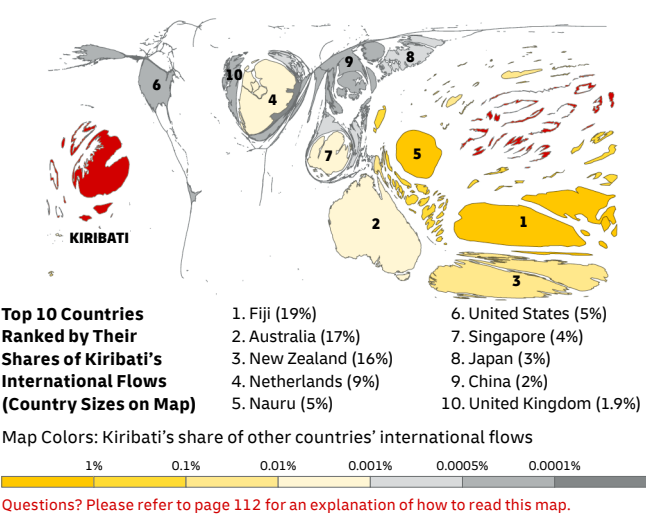 8
9
10
6
4
5
7
KIRIBATI
2
1
3
Top 10 Countries
Ranked by Their
Shares of Kiribati's
International Flows
(Country Sizes on Map)
1. Fiji (19%)
2. Australia (17%)
3. New Zealand (16%)
4. Netherlands (9%)
5. Nauru (5%)
6. United States (5%)
7. Singapore (4%)
8. Japan (3%)
9. China (2%)
10. United Kingdom (1.9%)
Map Colors: Kiribati's share of other countries' international flows
1% 0.1% 0.01% 0.001% 0.0005% 0.0001%
Questions? Please refer to page 112 for an explanation of how to read this map.